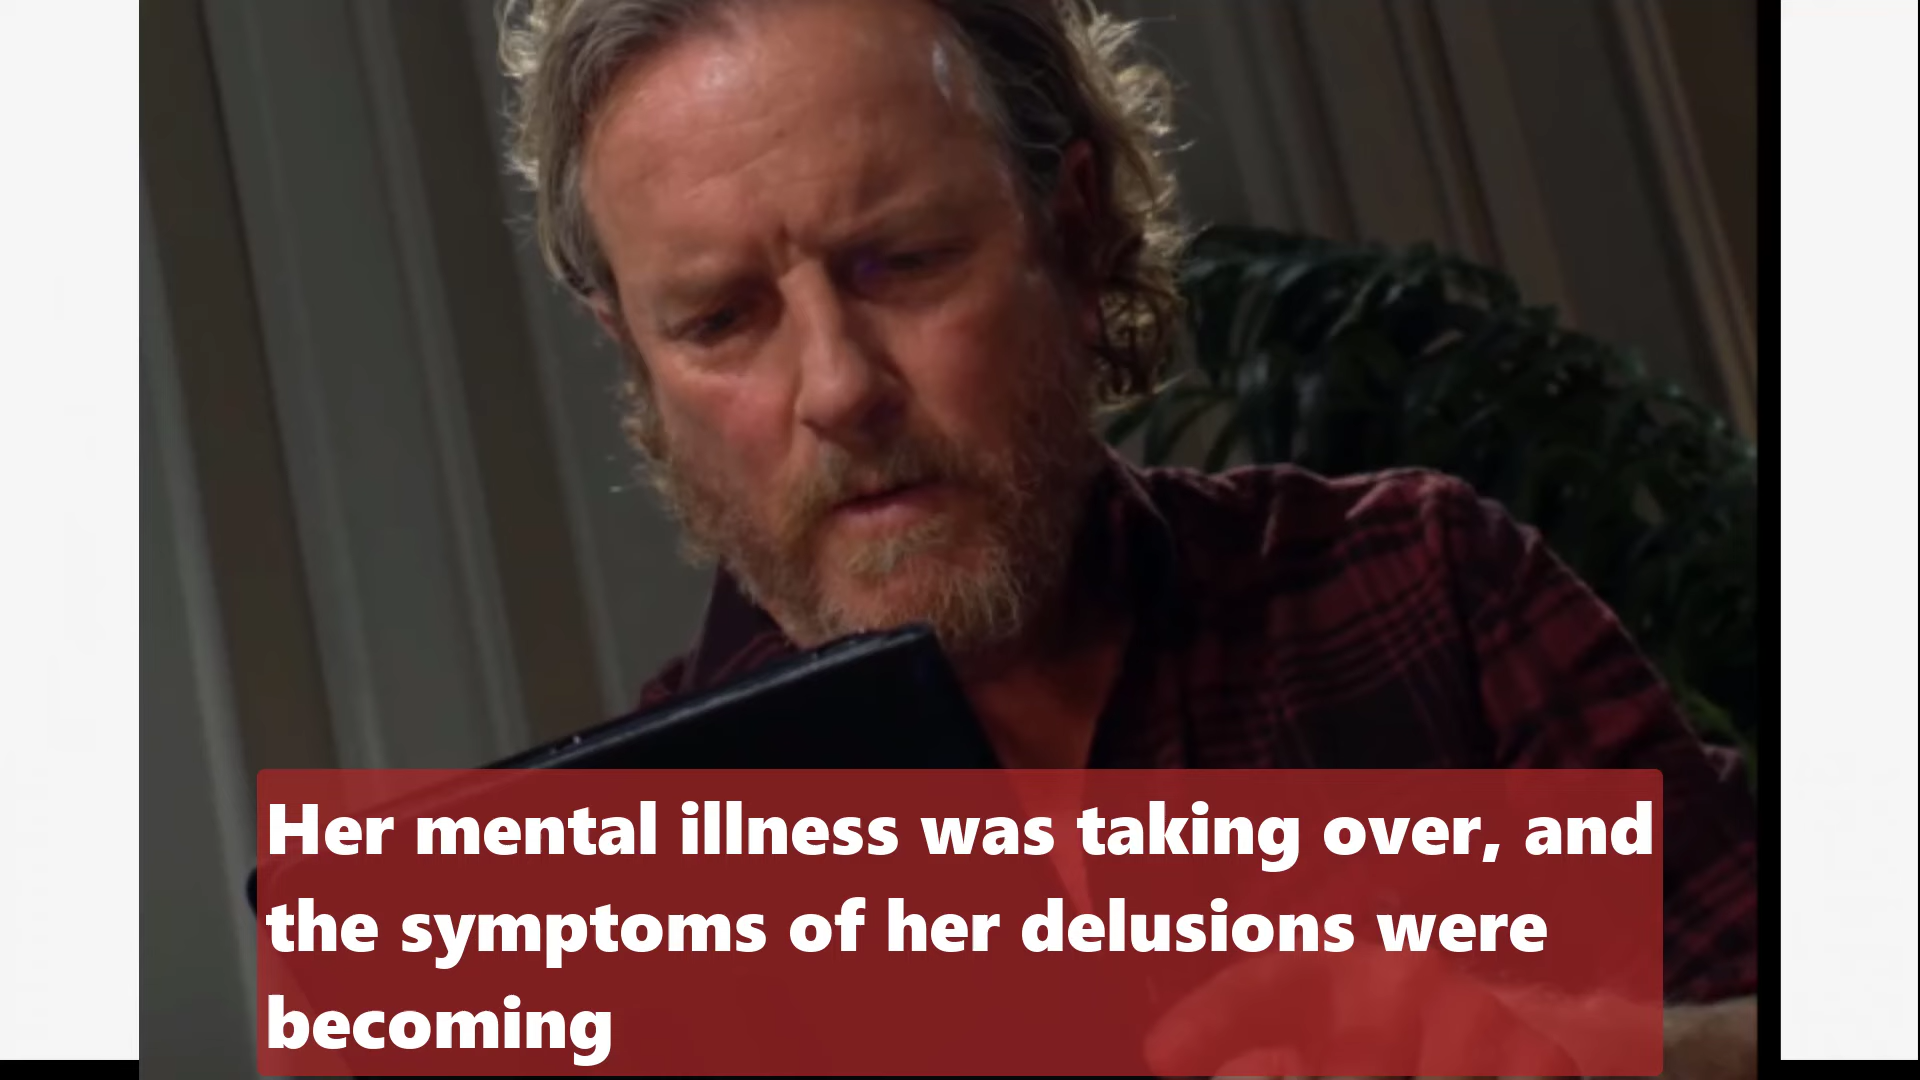 Her mental illness was taking over, and
the symptoms of her delusions were
becoming